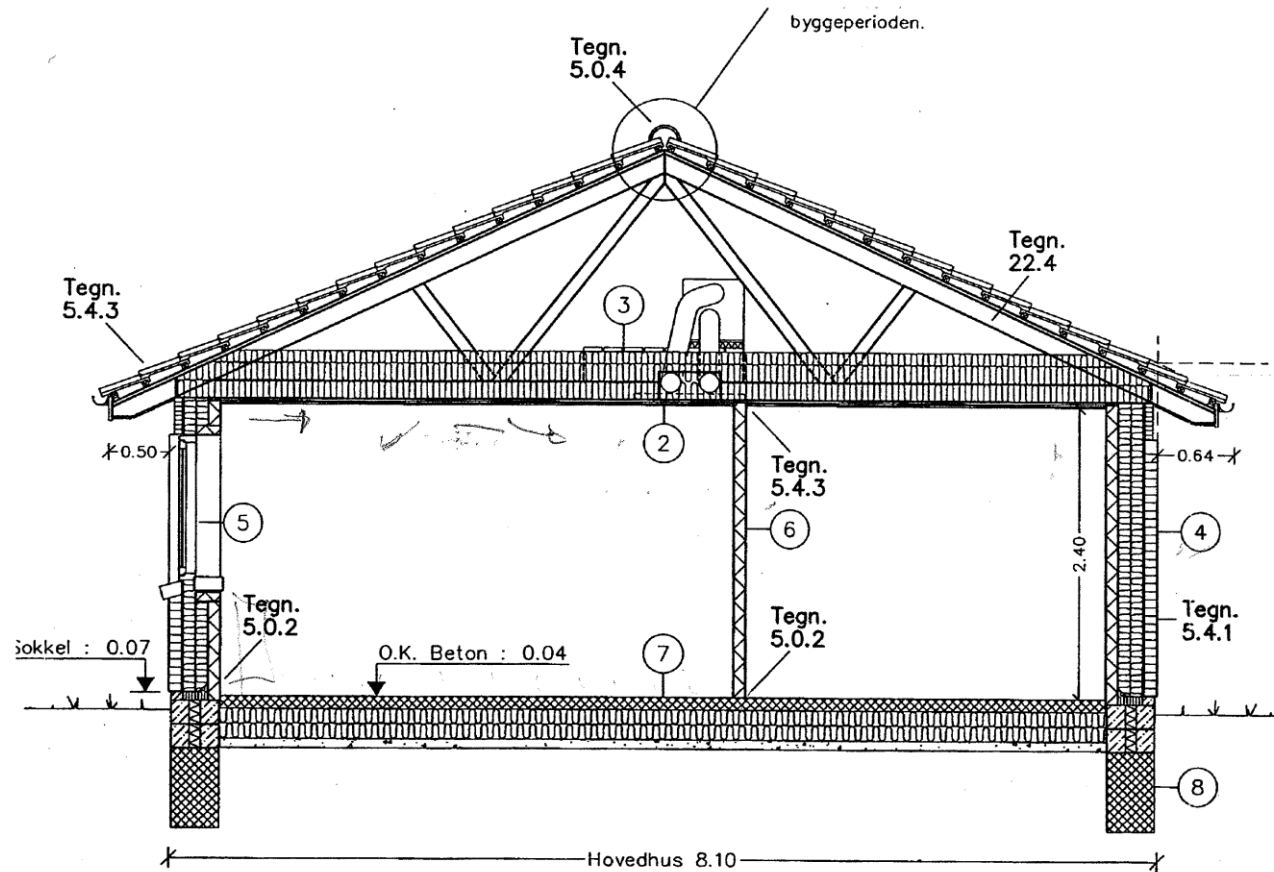 byggeperioden.
Tegn.
5.0.4
Tegn.
22.4
Tegn.
5.4.3
3
0.50
2
Tegn.
5.4.3
0.64
5
6
2.40
4
Tegn.
5.0.2
Tegn.
5.4.1
Sokkel : 0.07
O.K. Beton : 0.04
7
Tegn.
5.0.2
8
Hovedhus 8.10